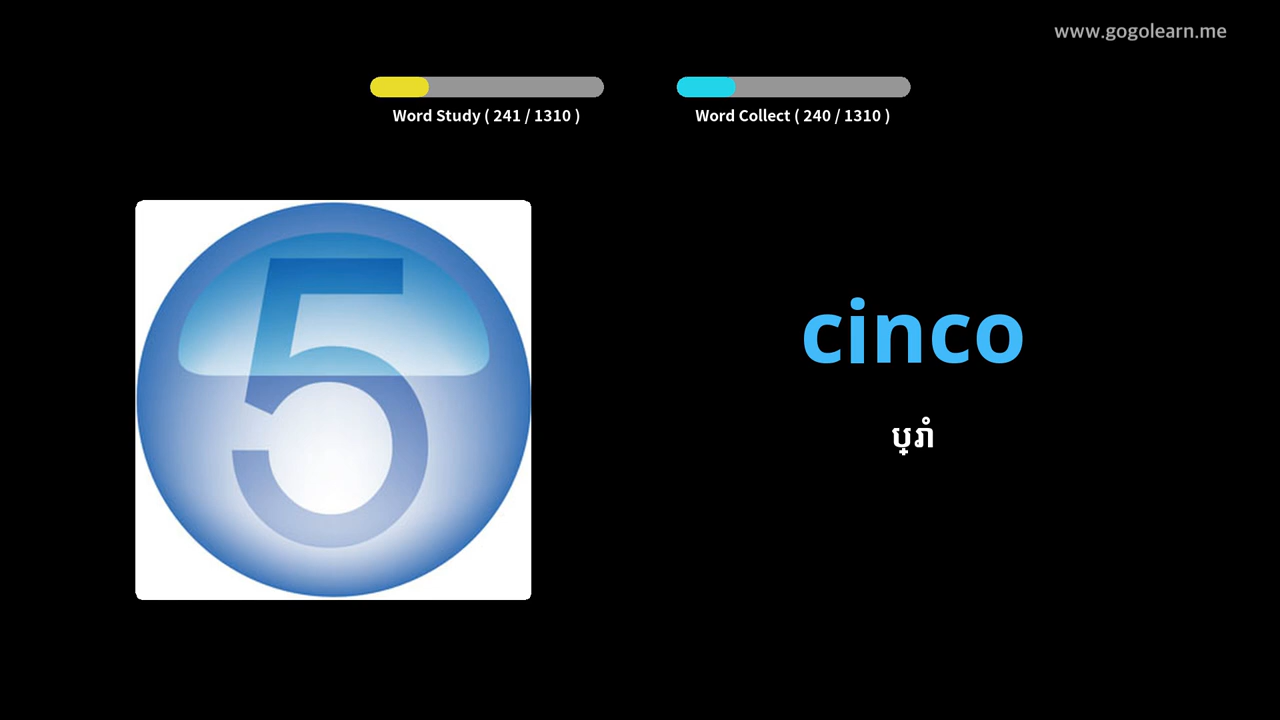 www.gogolearn.me
Word Study ( 241 / 1310 )
Word Collect ( 240 / 1310 )
5
cinco
ប្រាំ